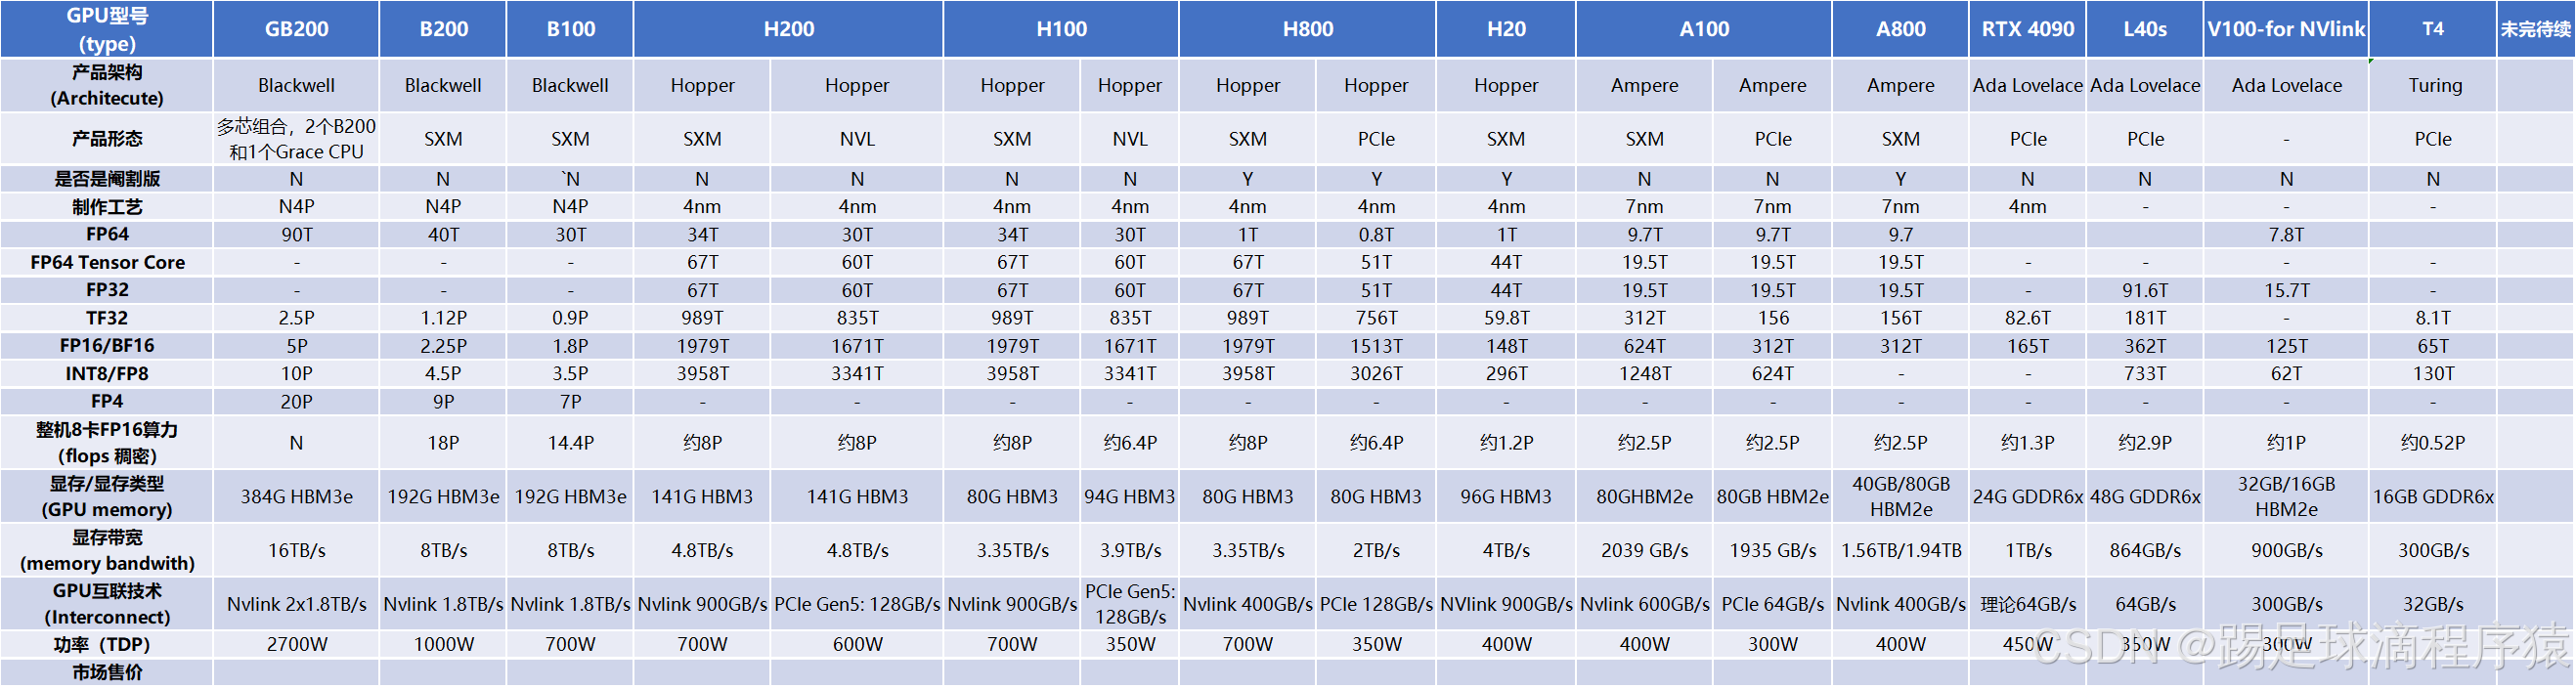 GPU型号 (type) GB200 B200 B100 H200 H100 H800 H20 A100 A800 RTX 4090 L40s V100-for NVlink T4 未完待续
产品架构 (Architecute) Blackwell Blackwell Blackwell Hopper Hopper Hopper Hopper Hopper Hopper Hopper Ampere Ampere Ampere Ada Lovelace Ada Lovelace Ada Lovelace Turing
产品形态 多芯组合，2个B200和1个Grace CPU SXM SXM SXM NVL SXM NVL SXM PCIe SXM SXM PCIe SXM PCIe PCIe - PCIe
是否是阉割版 N N `N N N N N Y Y Y N N Y N N N N
制作工艺 N4P N4P N4P 4nm 4nm 4nm 4nm 4nm 4nm 4nm 7nm 7nm 7nm 4nm - - -
FP64 90T 40T 30T 34T 30T 34T 30T 1T 0.8T 1T 9.7T 9.7T 9.7 7.8T
FP64 Tensor Core - - - 67T 60T 67T 60T 67T 51T 44T 19.5T 19.5T 19.5T - - - -
FP32 - - - 67T 60T 67T 60T 67T 51T 44T 19.5T 19.5T 19.5T - 91.6T 15.7T -
TF32 2.5P 1.12P 0.9P 989T 835T 989T 835T 989T 756T 59.8T 312T 156 156T 82.6T 181T - 8.1T
FP16/BF16 5P 2.25P 1.8P 1979T 1671T 1979T 1671T 1979T 1513T 148T 624T 312T 312T 165T 362T 125T 65T
INT8/FP8 10P 4.5P 3.5P 3958T 3341T 3958T 3341T 3958T 3026T 296T 1248T 624T - - 733T 62T 130T
FP4 20P 9P 7P - - - - - - - - - - - - - -
整机8卡FP16算力 （flops 稠密） N 18P 14.4P 约8P 约8P 约8P 约6.4P 约8P 约6.4P 约1.2P 约2.5P 约2.5P 约2.5P 约1.3P 约2.9P 约1P 约0.52P
显存/显存类型 (GPU memory) 384G HBM3e 192G HBM3e 192G HBM3e 141G HBM3 141G HBM3 80G HBM3 94G HBM3 80G HBM3 80G HBM3 96G HBM3 80GHBM2e 80GB HBM2e 40GB/80GB HBM2e 24G GDDR6x 48G GDDR6x 32GB/16GB HBM2e 16GB GDDR6x
显存带宽 (memory bandwith) 16TB/s 8TB/s 8TB/s 4.8TB/s 4.8TB/s 3.35TB/s 3.9TB/s 3.35TB/s 2TB/s 4TB/s 2039 GB/s 1935 GB/s 1.56TB/1.94TB 1TB/s 864GB/s 900GB/s 300GB/s
GPU互联技术 (Interconnect) Nvlink 2x1.8TB/s Nvlink 1.8TB/s Nvlink 1.8TB/s Nvlink 900GB/s PCIe Gen5: 128GB/s Nvlink 900GB/s PCIe Gen5: 128GB/s Nvlink 400GB/s PCIe 128GB/s NVlink 900GB/s Nvlink 600GB/s PCIe 64GB/s Nvlink 400GB/s 理论64GB/s 64GB/s 300GB/s 32GB/s
功率（TDP） 2700W 1000W 700W 700W 600W 700W 350W 700W 350W 400W 400W 300W 400W 450W 350W 300W
市场售价
CSDN @踢足球滴程序猿